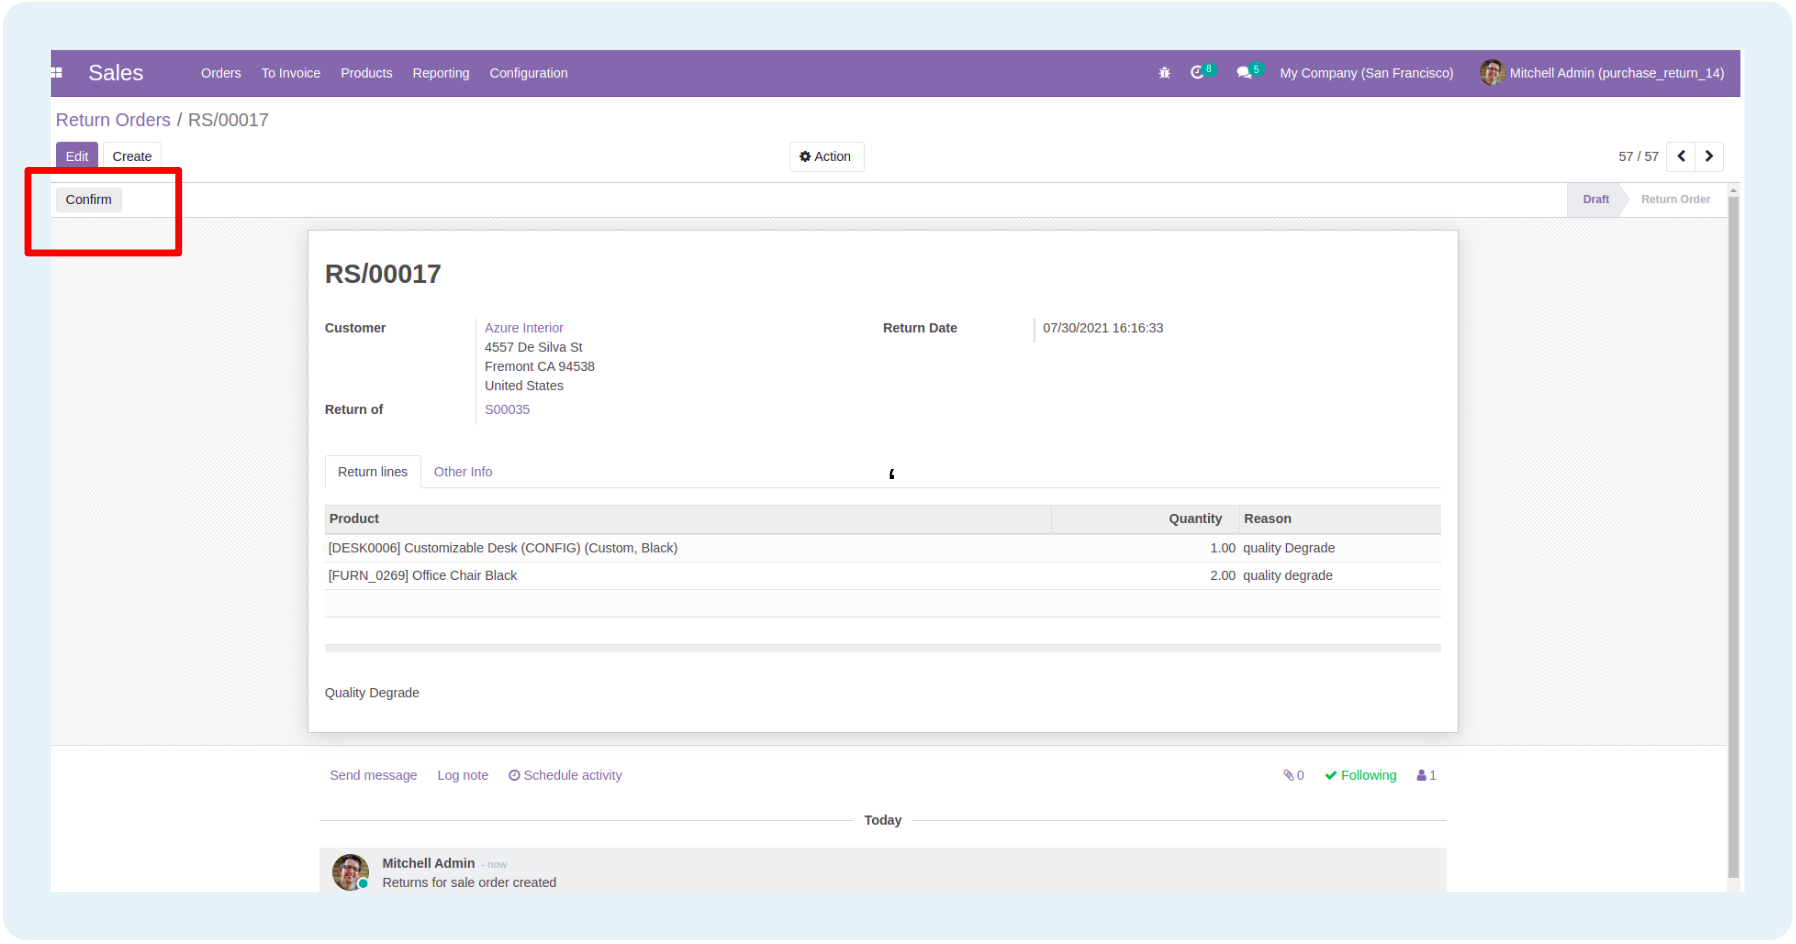 Sales Orders To Invoice Products Reporting Configuration 8 5 My Company (San Francisco) Mitchell Admin (purchase_return_14)
Return Orders / RS/00017
Edit Create Action 57 / 57
Confirm Draft Return Order
RS/00017
Customer Azure Interior Return Date 07/30/2021 16:16:33
4557 De Silva St
Fremont CA 94538
United States
Return of S00035
Return lines Other Info
Product Quantity Reason
[DESK0006] Customizable Desk (CONFIG) (Custom, Black) 1.00 quality Degrade
[FURN_0269] Office Chair Black 2.00 quality degrade
Quality Degrade
Send message Log note Schedule activity 0 Following 1
Today
Mitchell Admin - now
Returns for sale order created